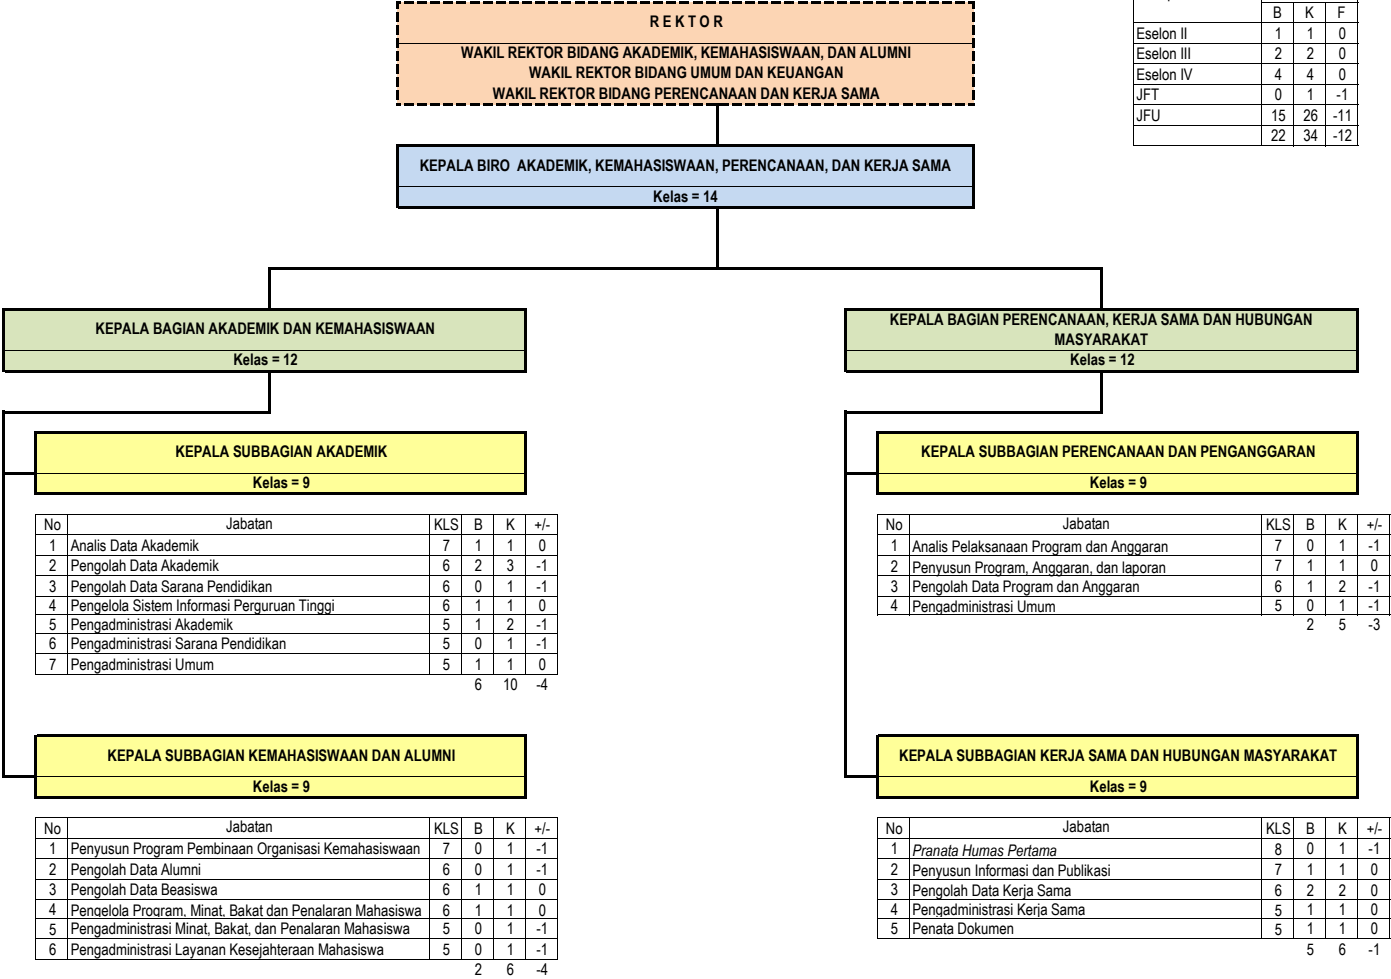 R E K T O R
WAKIL REKTOR BIDANG AKADEMIK, KEMAHASISWAAN, DAN ALUMNI
WAKIL REKTOR BIDANG UMUM DAN KEUANGAN
WAKIL REKTOR BIDANG PERENCANAAN DAN KERJA SAMA
B K F
Eselon II 1 1 0
Eselon III 2 2 0
Eselon IV 4 4 0
JFT 0 1 -1
JFU 15 26 -11
22 34 -12
KEPALA BIRO AKADEMIK, KEMAHASISWAAN, PERENCANAAN, DAN KERJA SAMA
Kelas = 14
KEPALA BAGIAN AKADEMIK DAN KEMAHASISWAAN
Kelas = 12
KEPALA BAGIAN PERENCANAAN, KERJA SAMA DAN HUBUNGAN
MASYARAKAT
Kelas = 12
KEPALA SUBBAGIAN AKADEMIK
Kelas = 9
No Jabatan KLS B K +/-
1 Analis Data Akademik 7 1 1 0
2 Pengolah Data Akademik 6 2 3 -1
3 Pengolah Data Sarana Pendidikan 6 0 1 -1
4 Pengelola Sistem Informasi Perguruan Tinggi 6 1 1 0
5 Pengadministrasi Akademik 5 1 2 -1
6 Pengadministrasi Sarana Pendidikan 5 0 1 -1
7 Pengadministrasi Umum 5 1 1 0
6 10 -4
KEPALA SUBBAGIAN PERENCANAAN DAN PENGANGGARAN
Kelas = 9
No Jabatan KLS B K +/-
1 Analis Pelaksanaan Program dan Anggaran 7 0 1 -1
2 Penyusun Program, Anggaran, dan laporan 7 1 1 0
3 Pengolah Data Program dan Anggaran 6 1 2 -1
4 Pengadministrasi Umum 5 0 1 -1
2 5 -3
KEPALA SUBBAGIAN KEMAHASISWAAN DAN ALUMNI
Kelas = 9
No Jabatan KLS B K +/-
1 Penyusun Program Pembinaan Organisasi Kemahasiswaan 7 0 1 -1
2 Pengolah Data Alumni 6 0 1 -1
3 Pengolah Data Beasiswa 6 1 1 0
4 Pengelola Program, Minat, Bakat dan Penalaran Mahasiswa 6 1 1 0
5 Pengadministrasi Minat, Bakat, dan Penalaran Mahasiswa 5 0 1 -1
6 Pengadministrasi Layanan Kesejahteraan Mahasiswa 5 0 1 -1
2 6 -4
KEPALA SUBBAGIAN KERJA SAMA DAN HUBUNGAN MASYARAKAT
Kelas = 9
No Jabatan KLS B K +/-
1 Pranata Humas Pertama 8 0 1 -1
2 Penyusun Informasi dan Publikasi 7 1 1 0
3 Pengolah Data Kerja Sama 6 2 2 0
4 Pengadministrasi Kerja Sama 5 1 1 0
5 Penata Dokumen 5 1 1 0
5 6 -1